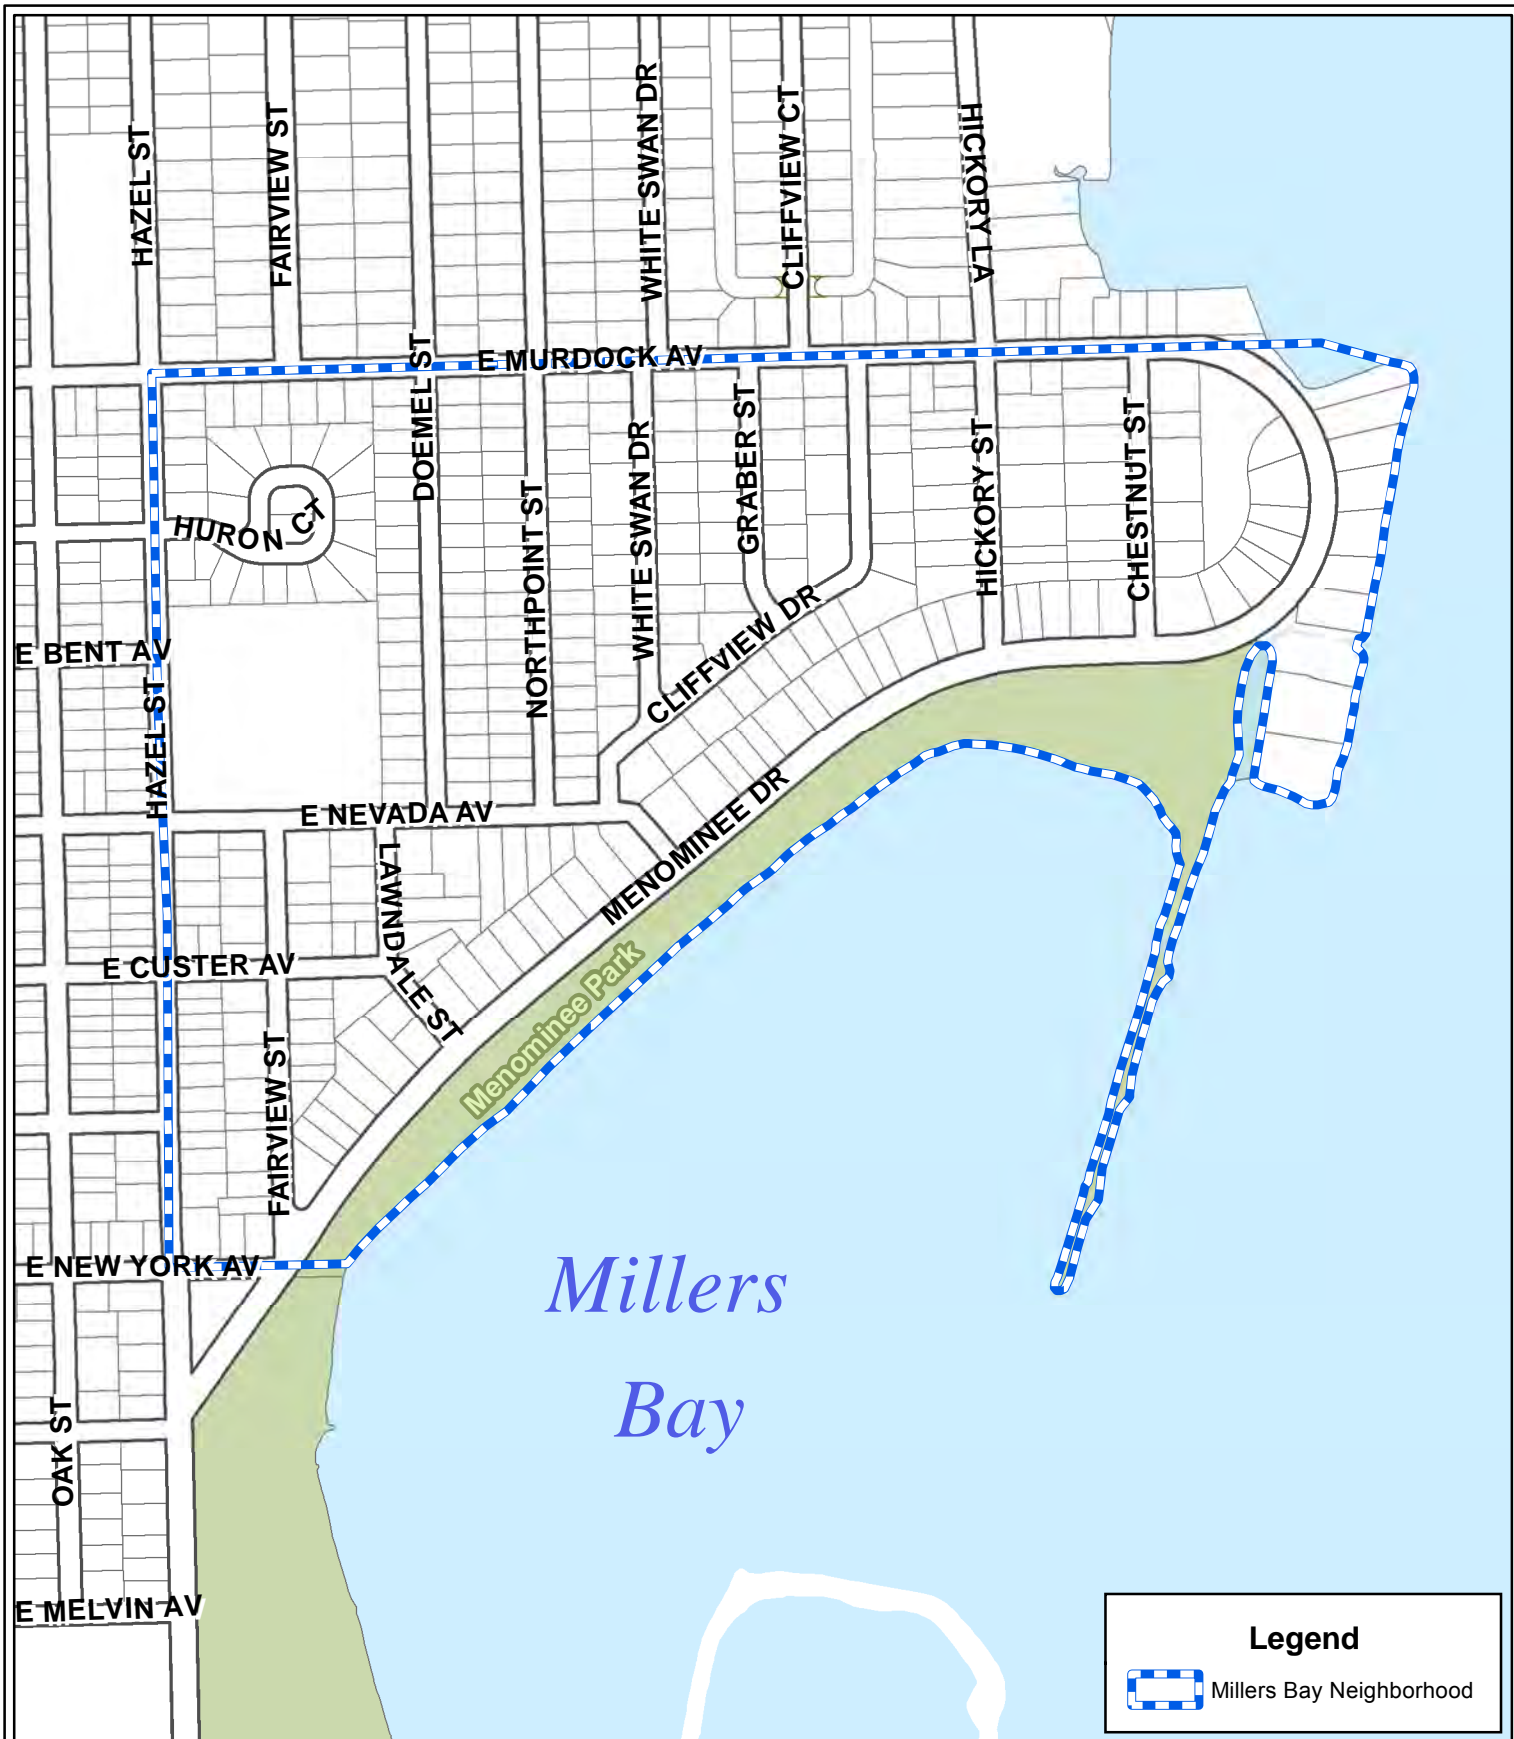 HAZEL ST
FAIRVIEW ST
WHITE SWAN DR
CLIFFVIEW CT
HICKORY LA
E MURDOCK AV
DOEMEL ST
GRABER ST
WHITE SWAN DR
HICKORY ST
CHESTNUT ST
NORTHPOINT ST
HURON CT
CLIFFVIEW DR
E BENT AV
HAZEL ST
E NEVADA AV
MENOMINEE DR
LAWNDALE ST
E CUSTER AV
Menominee Park
FAIRVIEW ST
E NEW YORK AV
Millers
Bay
OAK ST
E MELVIN AV
Legend
Millers Bay Neighborhood